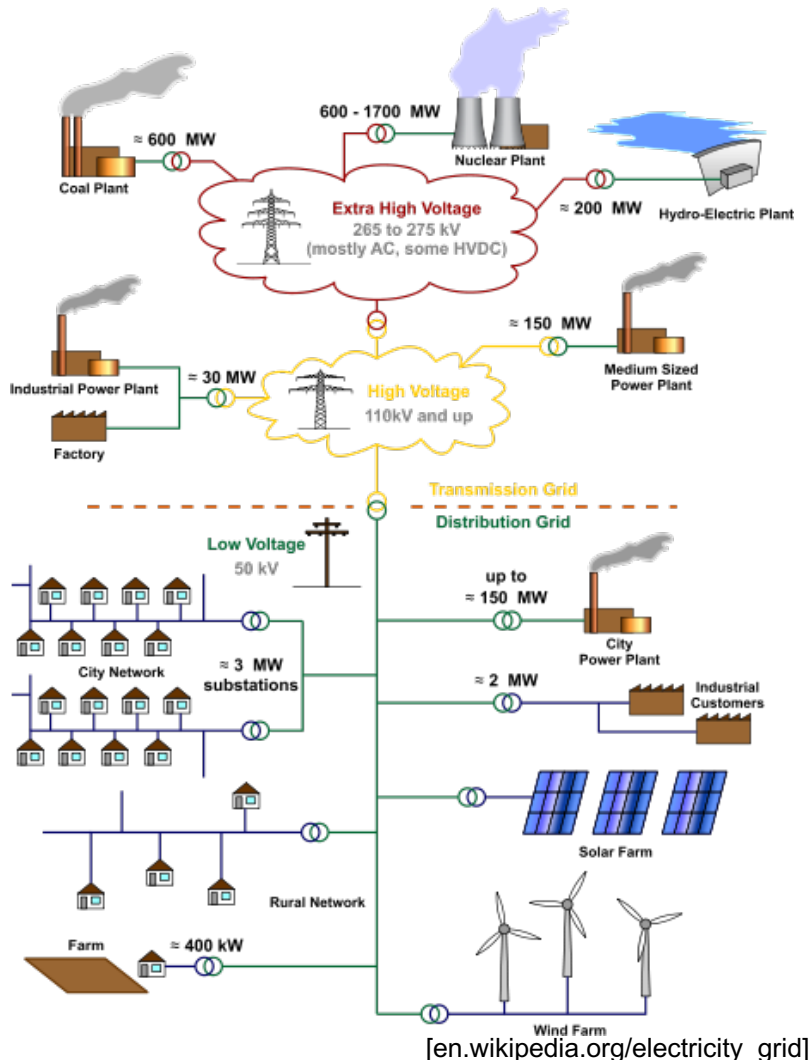 600 - 1700 MW
≈ 600 MW
Nuclear Plant
Coal Plant
Extra High Voltage
265 to 275 kV
(mostly AC, some HVDC)
≈ 200 MW
Hydro-Electric Plant
≈ 150 MW
Medium Sized
Power Plant
≈ 30 MW
Industrial Power Plant
High Voltage
110kV and up
Factory
Transmission Grid
Distribution Grid
Low Voltage
50 kV
up to
≈ 150 MW
City
Power Plant
City Network
≈ 3 MW
substations
≈ 2 MW
Industrial
Customers
Solar Farm
Rural Network
Farm
≈ 400 kW
Wind Farm
[en.wikipedia.org/electricity_grid]